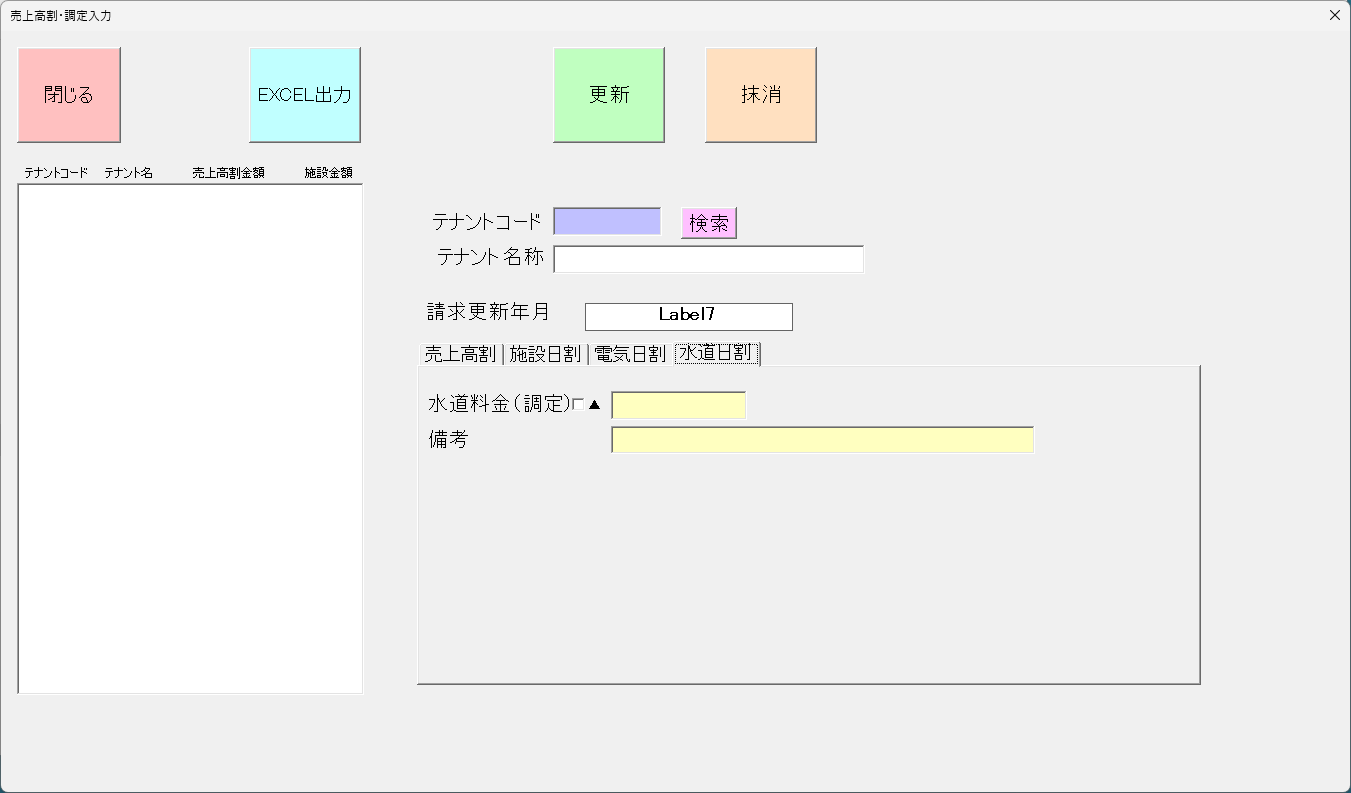 売上高割・調定入力
閉じる
EXCEL出力
更新
抹消
テナントコード テナント名 売上高割金額 施設金額
テナントコード 検索
テナント名称
請求更新年月 Label7
売上高割 施設日割 電気日割 水道日割
水道料金(調定) ▲
備考